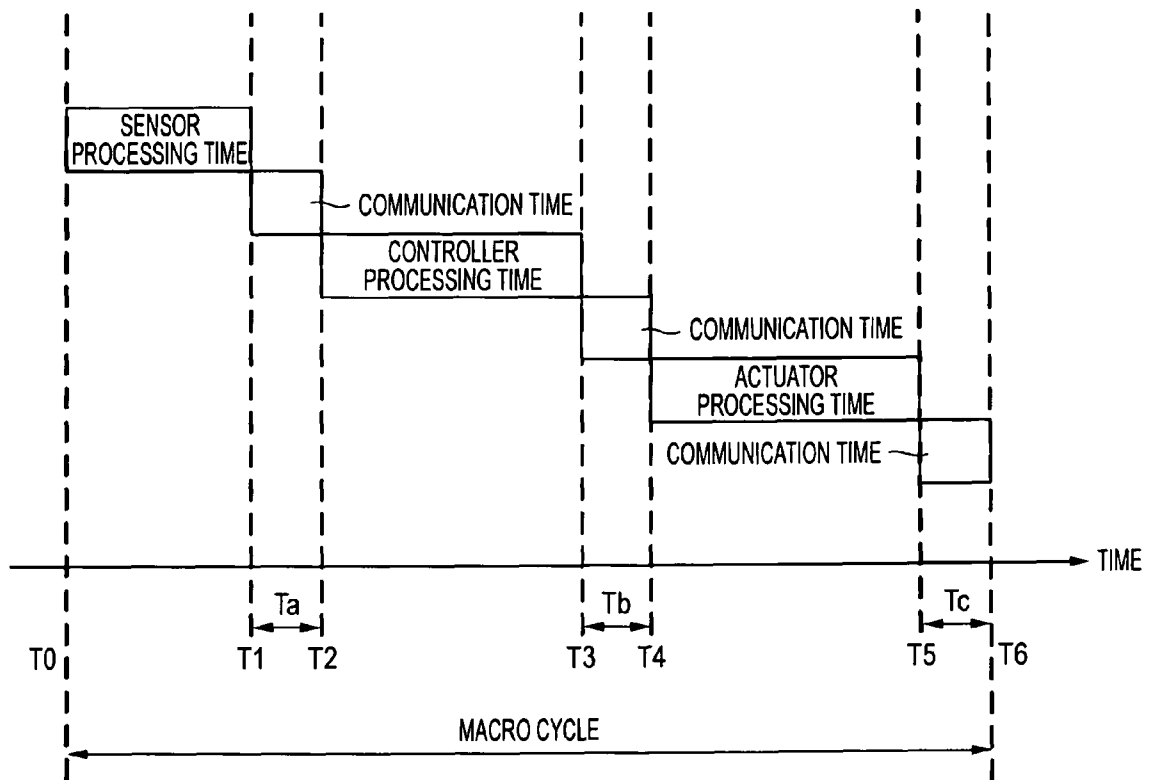 SENSOR
PROCESSING TIME
COMMUNICATION TIME
CONTROLLER
PROCESSING TIME
COMMUNICATION TIME
ACTUATOR
PROCESSING TIME
COMMUNICATION TIME
TIME
Ta
Tb
Tc
T0
T1
T2
T3
T4
T5
T6
MACRO CYCLE